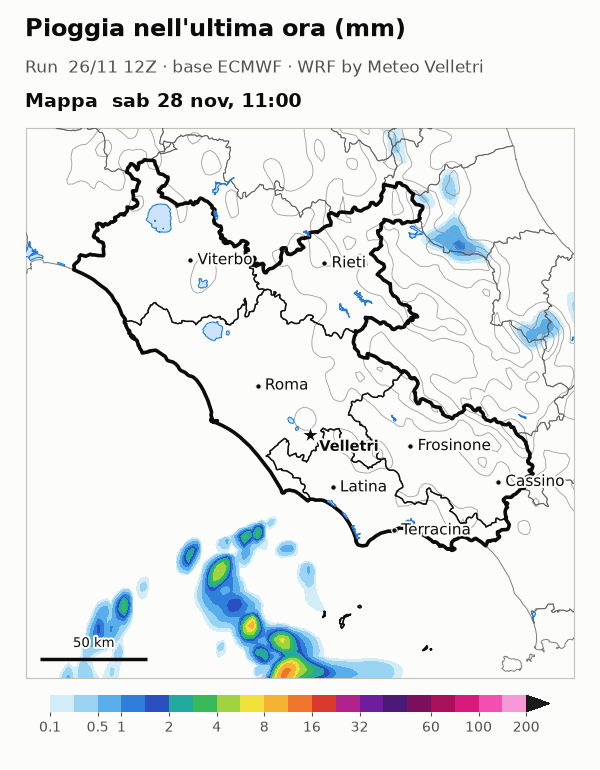 Pioggia nell'ultima ora (mm)
Run  26/11 12Z · base ECMWF · WRF by Meteo Velletri
Mappa  sab 28 nov, 11:00
Viterbo
Rieti
Roma
Velletri
Frosinone
Latina
Cassino
Terracina
50 km
0.1 0.5 1 2 4 8 16 32 60 100 200